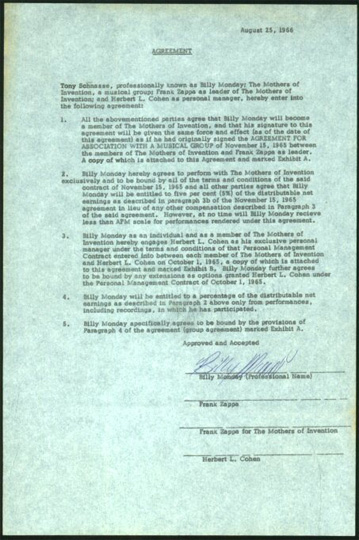 August 25, 1966
AGREEMENT
Tony Schnasse, professionally known as Billy Monday; The Mothers of
Invention, a musical group; Frank Zappa as leader of The Mothers of
Invention; and Herbert L. Cohen as personal manager, hereby enter into
the following agreement:
1. All the abovementioned parties agree that Billy Monday will become
a member of The Mothers of Invention, and that his signature to this
agreement will be given the same force and effect (as of the date of
this agreement) as if he had originally signed the AGREEMENT FOR
ASSOCIATION WITH A MUSICAL GROUP of November 15, 1965 between
the members of The Mothers of Invention and Frank Zappa as leader.
A copy of which is attached to this Agreement and marked Exhibit A.
2. Billy Monday hereby agrees to perform with The Mothers of Invention
exclusively and to be bound by all of the terms and conditions of the said
contract of November 15, 1965 and all other parties agree that Billy
Monday will be entitled to five per cent (5%) of the distributable net
earnings as described in paragraph 3b of the November 15, 1965
agreement in lieu of any other compensation described in Paragraph 3
of the said agreement. However, at no time will Billy Monday recieve
less than AFM scale for performances rendered under this agreement.
3. Billy Monday as an individual and as a member of The Mothers of
Invention hereby engages Herbert L. Cohen as his exclusive personal
manager under the terms and conditions of that Personal Management
Contract entered into between each member of The Mothers of Invention
and Herbert L. Cohen on October 1, 1965, a copy of which is attached
to this agreement and marked Exhibit B. Billy Monday further agrees
to be bound by any extensions as options granted Herbert L. Cohen under
the Personal Management Contract of October 1, 1965.
4. Billy Monday will be entitled to a percentage of the distributable net
earnings as described in Paragraph 2 above only from performances,
including recordings, in which he has participated.
5. Billy Monday specifically agrees to be bound by the provisions of
Paragraph 4 of the agreement (group agreement) marked Exhibit A.
Approved and Accepted
Billy Monday
Billy Monday (Professional Name)
Frank Zappa
Frank Zappa for The Mothers of Invention
Herbert L. Cohen